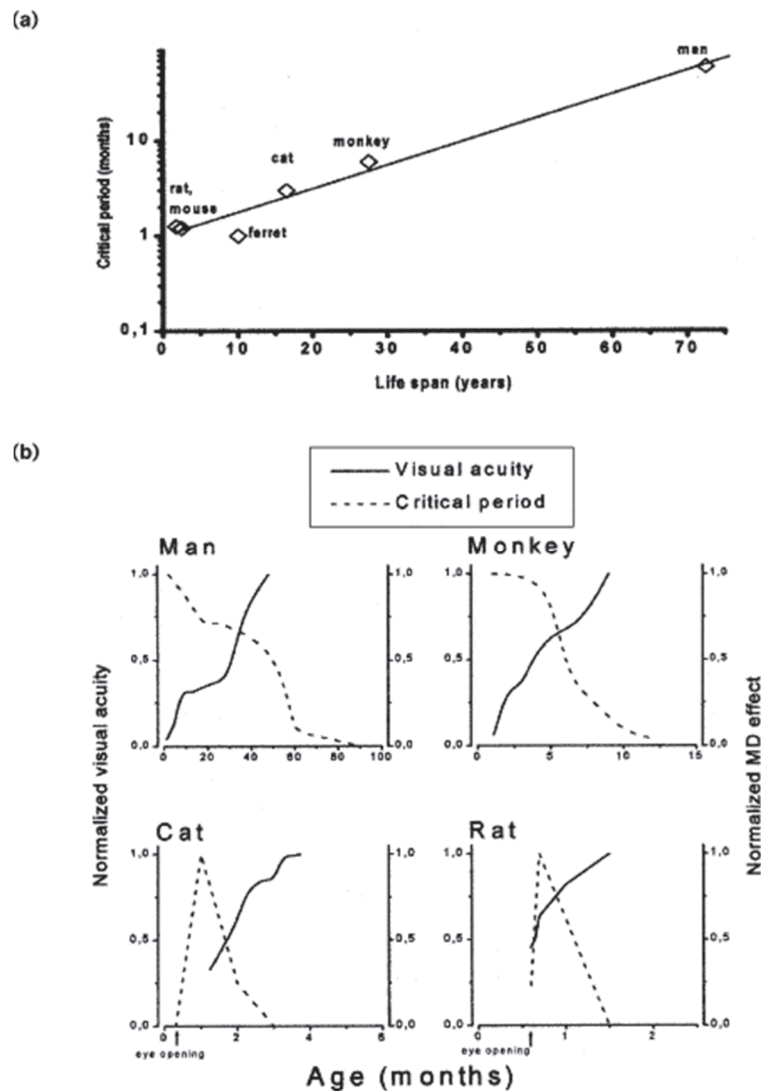 (a)
Critical period (months)
10
1
0,1
rat,
mouse
ferret
cat
monkey
man
0 10 20 30 40 50 60 70
Life span (years)
(b)
Visual acuity
Critical period
Normalized visual acuity
Normalized MD effect
Man
1,0
0,5
0,0
1,0
0,5
0,0
0 20 40 60 80 100
Monkey
1,0
0,5
0,0
1,0
0,5
0,0
0 5 10 15
Cat
1,0
0,5
0,0
1,0
0,5
0,0
0 2 4 6
eye opening
Rat
1,0
0,5
0,0
1,0
0,5
0,0
0 1 2
eye opening
Age (months)